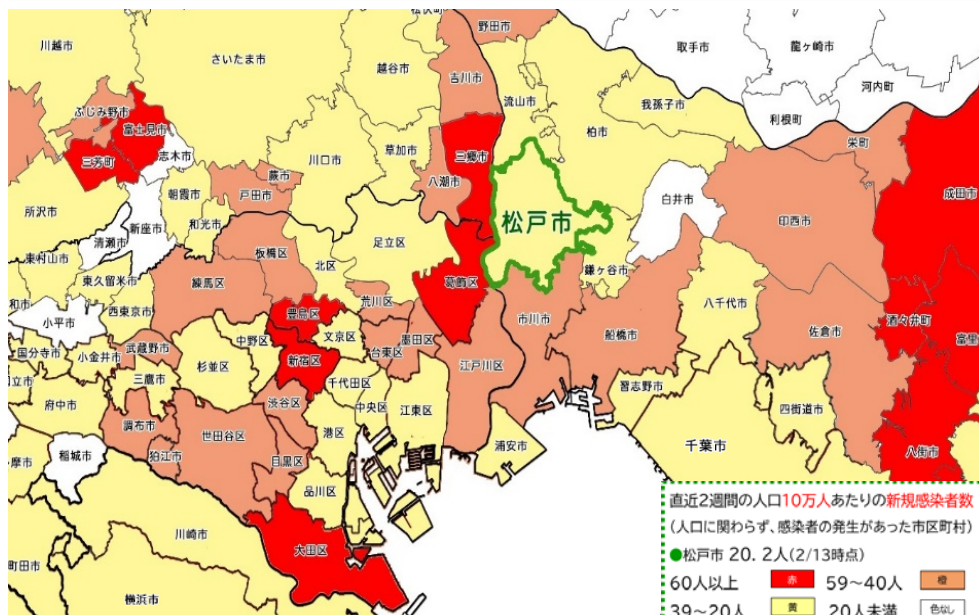 松伏町
野田市
川越市
さいたま市
越谷市
吉川市
流山市
我孫子市
柏市
取手市
龍ヶ崎市
河内町
利根町
栄町
成田市
ふじみ野市
富士見市
三芳町
志木市
川口市
草加市
三郷市
八潮市
蕨市
戸田市
朝霞市
和光市
所沢市
新座市
清瀬市
松戸市
白井市
印西市
足立区
板橋区
北区
葛飾区
鎌ヶ谷市
東村山市
東久留米市
練馬区
荒川区
豊島区
市川市
船橋市
八千代市
佐倉市
酒々井町
富里
和市
小平市
西東京市
武蔵野市
中野区
文京区
新宿区
台東区
墨田区
江戸川区
国分寺市
小金井市
杉並区
千代田区
国立市
三鷹市
渋谷区
中央区
江東区
習志野市
四街道市
府中市
調布市
世田谷区
港区
浦安市
千葉市
八街市
多摩市
稲城市
狛江市
目黒区
品川区
川崎市
大田区
町田市
横浜市
直近2週間の人口10万人あたりの新規感染者数
(人口に関わらず、感染者の発生があった市区町村)
●松戸市 20.2人(2/13時点)
60人以上 赤 59~40人 橙
39~20人 黄 20人未満 色なし